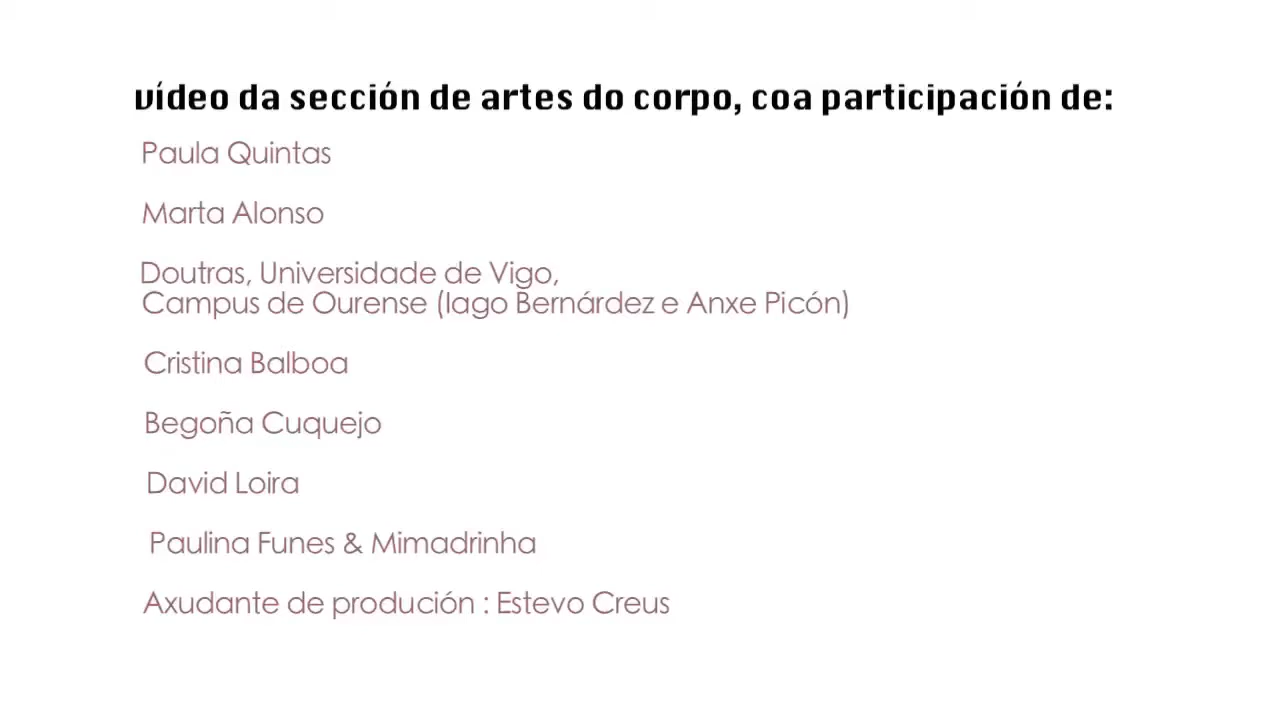 vídeo da sección de artes do corpo, coa participación de:
Paula Quintas
Marta Alonso
Doutras, Universidade de Vigo,
Campus de Ourense (Iago Bernárdez e Anxe Picón)
Cristina Balboa
Begoña Cuquejo
David Loira
Paulina Funes & Mimadrinha
Axudante de produción : Estevo Creus